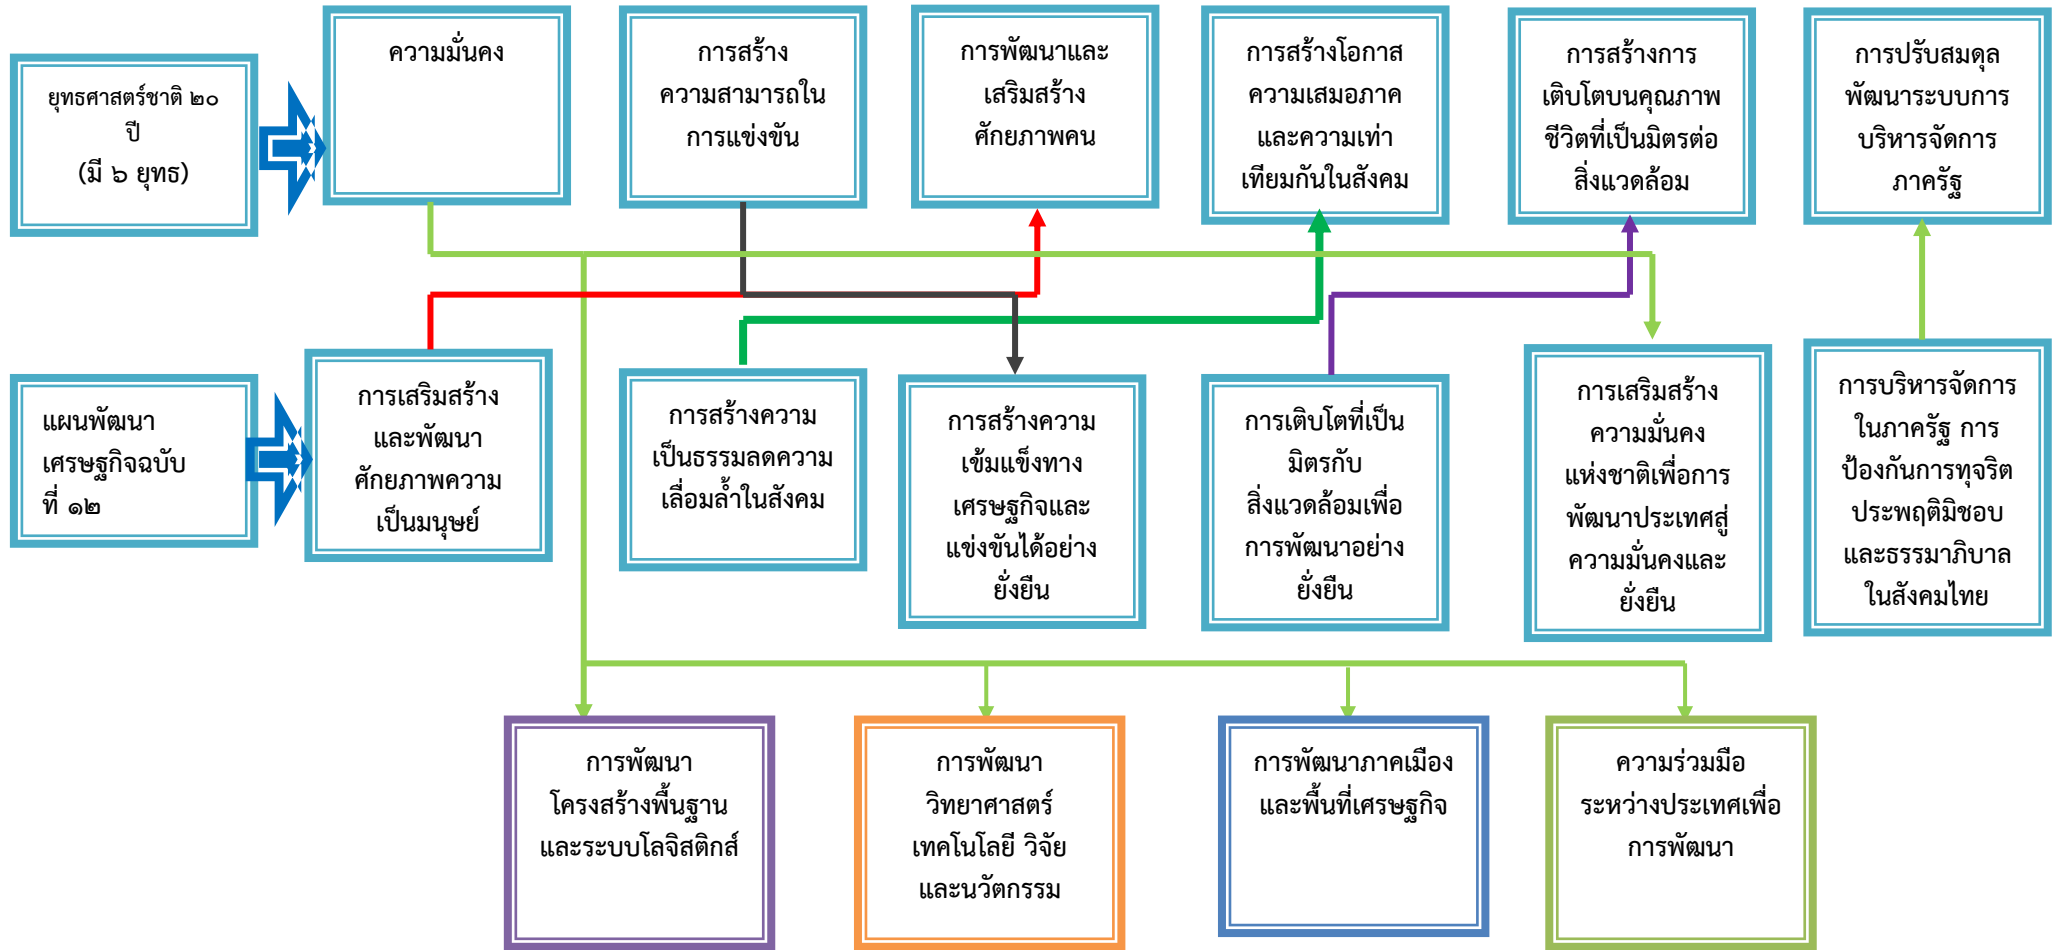 ยุทธศาสตร์ชาติ ๒๐
ปี
(มี ๖ ยุทธ)
ความมั่นคง
การสร้าง
ความสามารถใน
การแข่งขัน
การพัฒนาและ
เสริมสร้าง
ศักยภาพคน
การสร้างโอกาส
ความเสมอภาค
และความเท่า
เทียมกันในสังคม
การสร้างการ
เติบโตบนคุณภาพ
ชีวิตที่เป็นมิตรต่อ
สิ่งแวดล้อม
การปรับสมดุล
พัฒนาระบบการ
บริหารจัดการ
ภาครัฐ
แผนพัฒนา
เศรษฐกิจฉบับ
ที่ ๑๒
การเสริมสร้าง
และพัฒนา
ศักยภาพความ
เป็นมนุษย์
การสร้างความ
เป็นธรรมลดความ
เลื่อมล้ำในสังคม
การสร้างความ
เข้มแข็งทาง
เศรษฐกิจและ
แข่งขันได้อย่าง
ยั่งยืน
การเติบโตที่เป็น
มิตรกับ
สิ่งแวดล้อมเพื่อ
การพัฒนาอย่าง
ยั่งยืน
การเสริมสร้าง
ความมั่นคง
แห่งชาติเพื่อการ
พัฒนาประเทศสู่
ความมั่นคงและ
ยั่งยืน
การบริหารจัดการ
ในภาครัฐ การ
ป้องกันการทุจริต
ประพฤติมิชอบ
และธรรมาภิบาล
ในสังคมไทย
การพัฒนา
โครงสร้างพื้นฐาน
และระบบโลจิสติกส์
การพัฒนา
วิทยาศาสตร์
เทคโนโลยี วิจัย
และนวัตกรรม
การพัฒนาภาคเมือง
และพื้นที่เศรษฐกิจ
ความร่วมมือ
ระหว่างประเทศเพื่อ
การพัฒนา